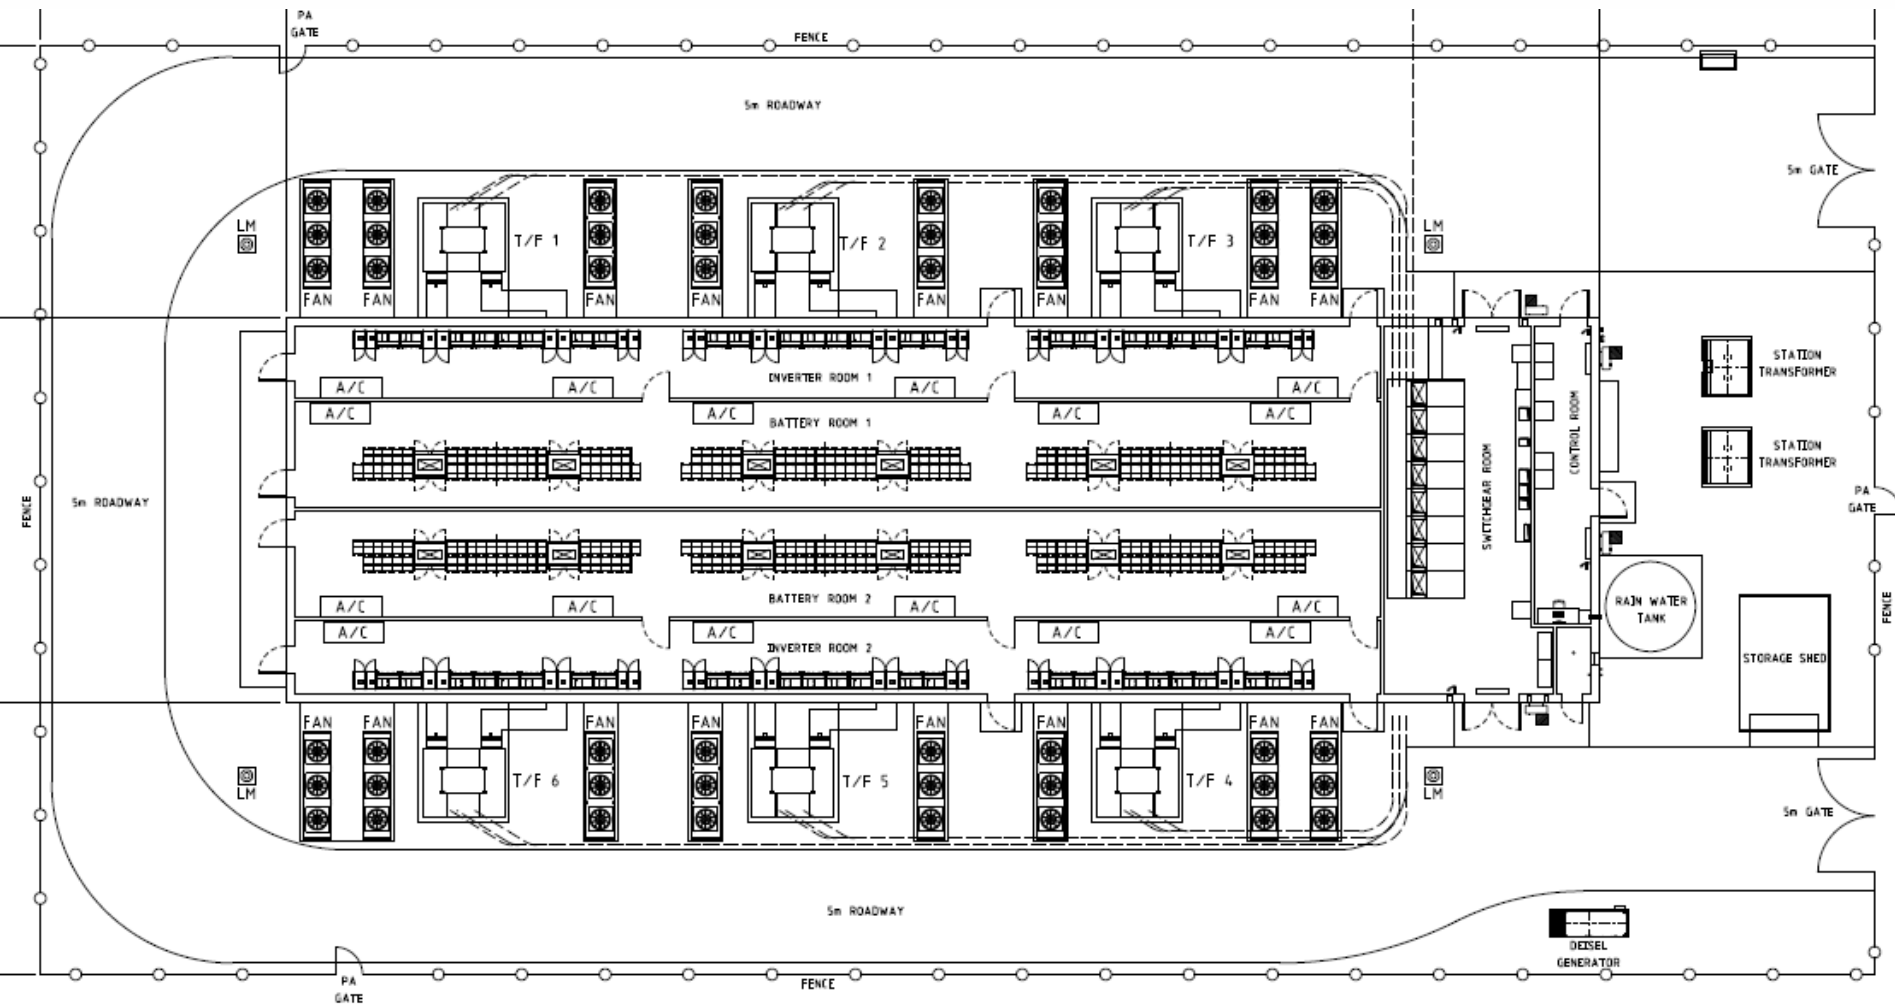 PA
GATE
FENCE
5m ROADWAY
5m GATE
LM
T/F 1
T/F 2
T/F 3
LM
FAN
FAN
FAN
FAN
FAN
FAN
FAN
FAN
INVERTER ROOM 1
A/C
A/C
A/C
A/C
A/C
A/C
A/C
A/C
BATTERY ROOM 1
STATION
TRANSFORMER
STATION
TRANSFORMER
CONTROL ROOM
SWITCHGEAR ROOM
PA
GATE
FENCE
5m ROADWAY
BATTERY ROOM 2
A/C
A/C
A/C
A/C
A/C
A/C
A/C
INVERTER ROOM 2
RAIN WATER
TANK
FENCE
STORAGE SHED
FAN
FAN
FAN
FAN
FAN
FAN
FAN
FAN
T/F 6
T/F 5
T/F 4
LM
LM
5m GATE
5m ROADWAY
DEISEL
GENERATOR
PA
GATE
FENCE